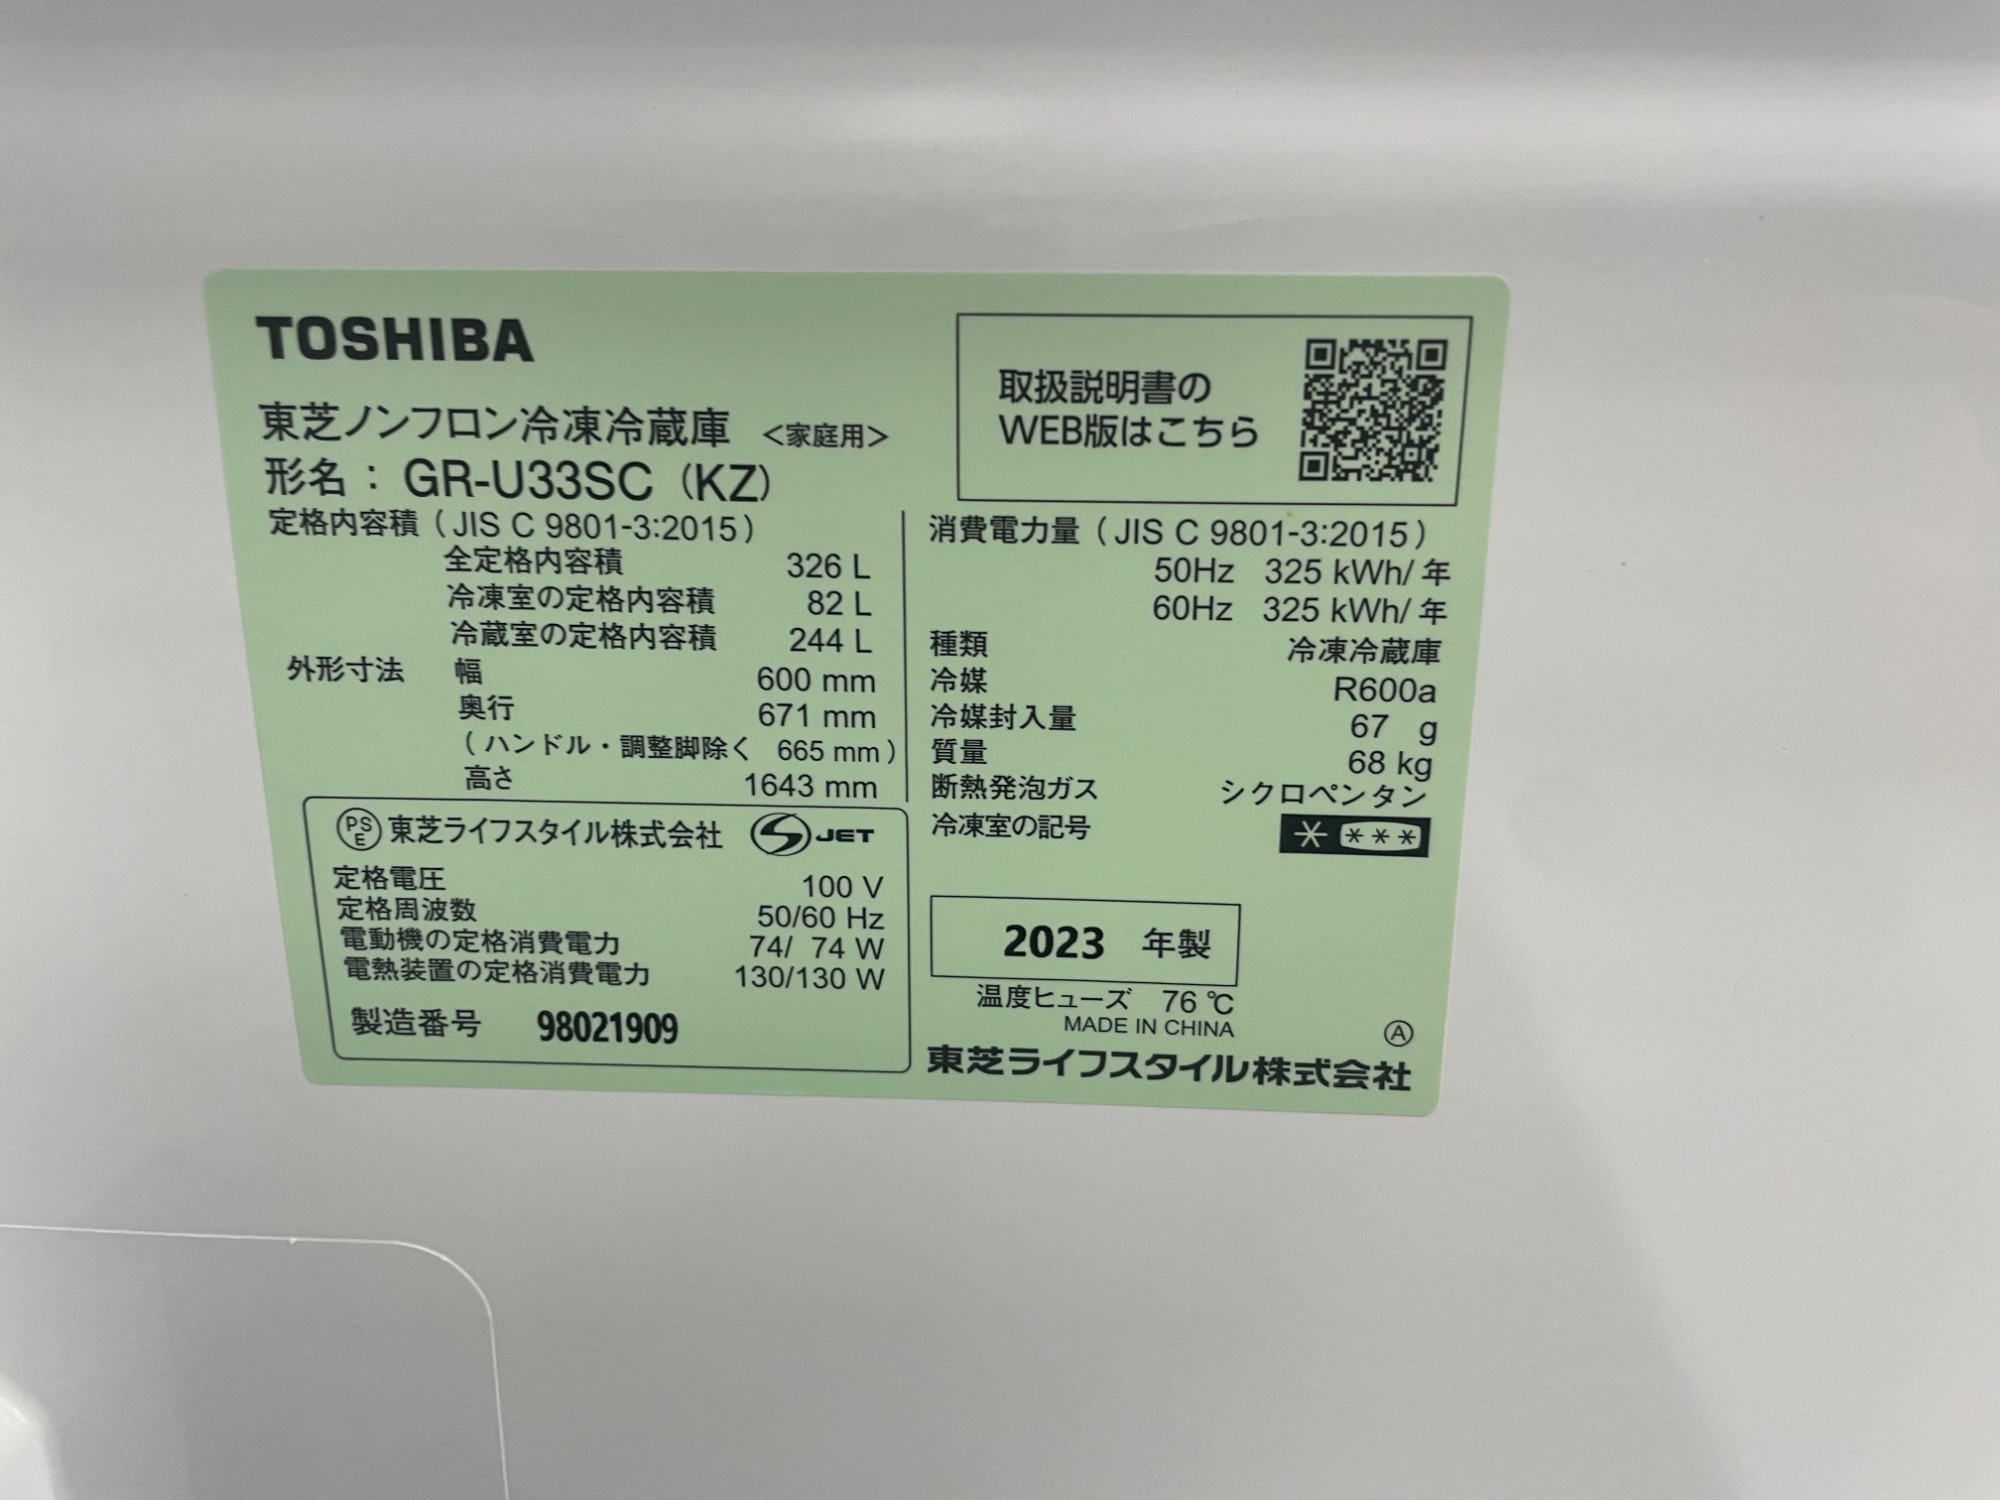 TOSHIBA
取扱説明書の
WEB版はこちら
東芝ノンフロン冷凍冷蔵庫 <家庭用>
形名：GR-U33SC (KZ)
定格内容積 (JIS C 9801-3:2015)
全定格内容積 326 L
冷凍室の定格内容積 82 L
冷蔵室の定格内容積 244 L
外形寸法 幅 600 mm
奥行 671 mm
(ハンドル・調整脚除く 665 mm)
高さ 1643 mm
消費電力量 (JIS C 9801-3:2015)
50Hz 325 kWh/年
60Hz 325 kWh/年
種類 冷凍冷蔵庫
冷媒 R600a
冷媒封入量 67 g
質量 68 kg
断熱発泡ガス シクロペンタン
冷凍室の記号 * ***
PSE 東芝ライフスタイル株式会社 S JET
定格電圧 100 V
定格周波数 50/60 Hz
電動機の定格消費電力 74/ 74 W
電熱装置の定格消費電力 130/130 W
製造番号 98021909
2023 年製
温度ヒューズ 76℃
MADE IN CHINA
Ⓐ
東芝ライフスタイル株式会社